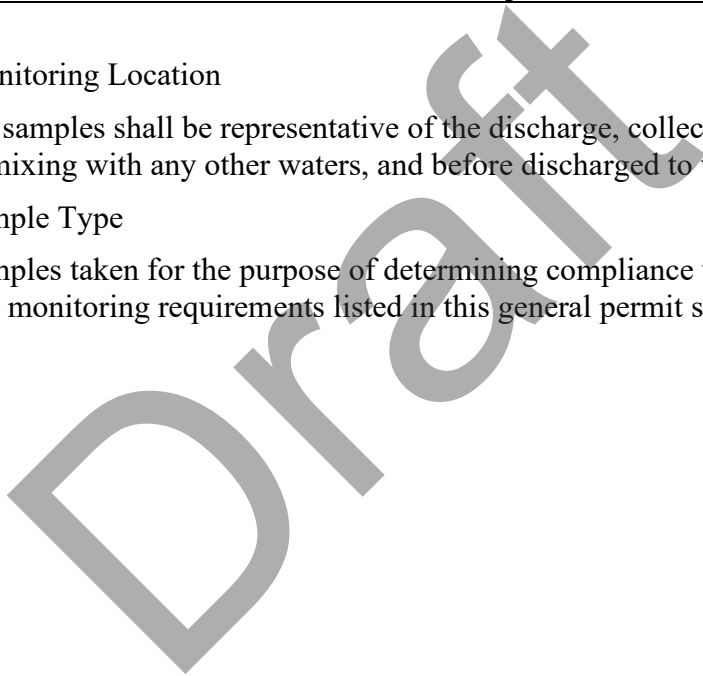 nitoring Location
samples shall be representative of the discharge, collec
mixing with any other waters, and before discharged to
mple Type
mples taken for the purpose of determining compliance
monitoring requirements listed in this general permit s
Draft